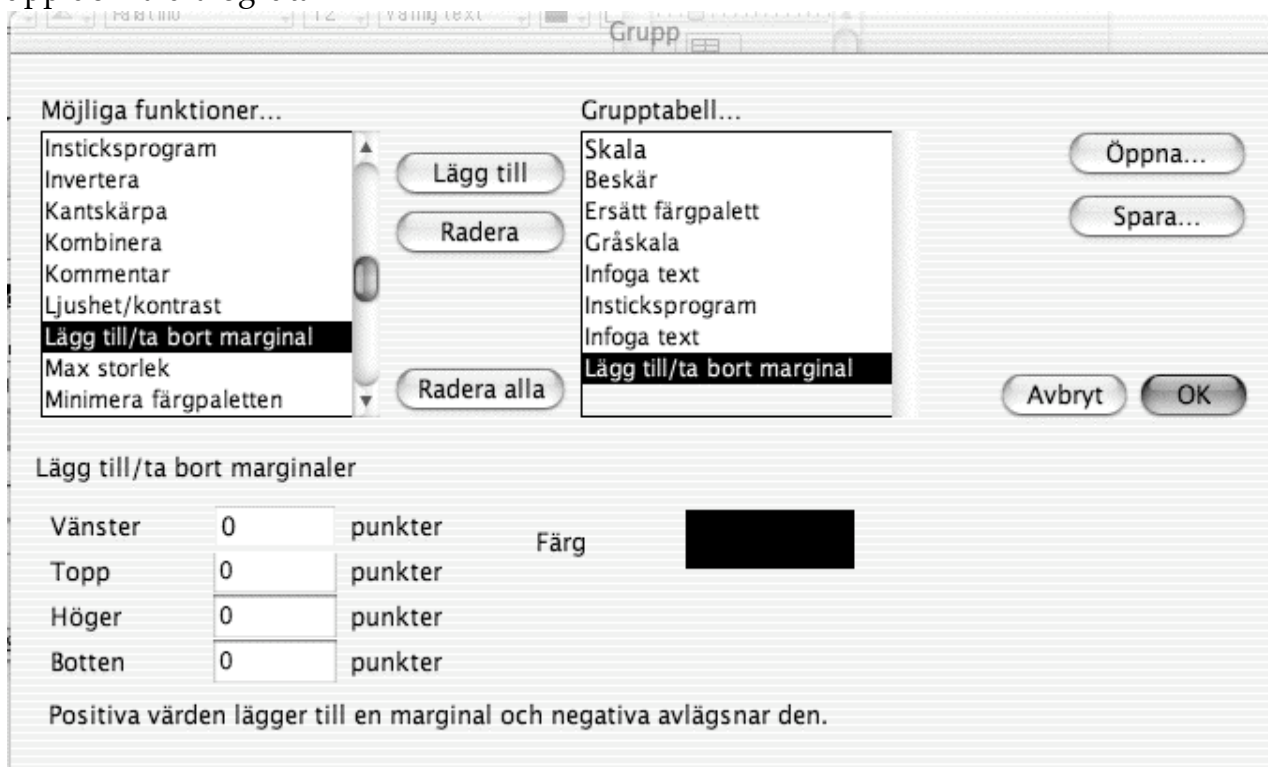 Grupp
Möjliga funktioner...
Insticksprogram
Invertera
Kantskärpa
Kombinera
Kommentar
Ljushet/kontrast
Lägg till/ta bort marginal
Max storlek
Minimera färgpaletten
Lägg till
Radera
Radera alla
Grupptabell...
Skala
Beskär
Ersätt färgpalett
Gråskala
Infoga text
Insticksprogram
Infoga text
Lägg till/ta bort marginal
Öppna...
Spara...
Avbryt
OK
Lägg till/ta bort marginaler
Vänster 0 punkter
Färg
Topp 0 punkter
Höger 0 punkter
Botten 0 punkter
Positiva värden lägger till en marginal och negativa avlägsnar den.